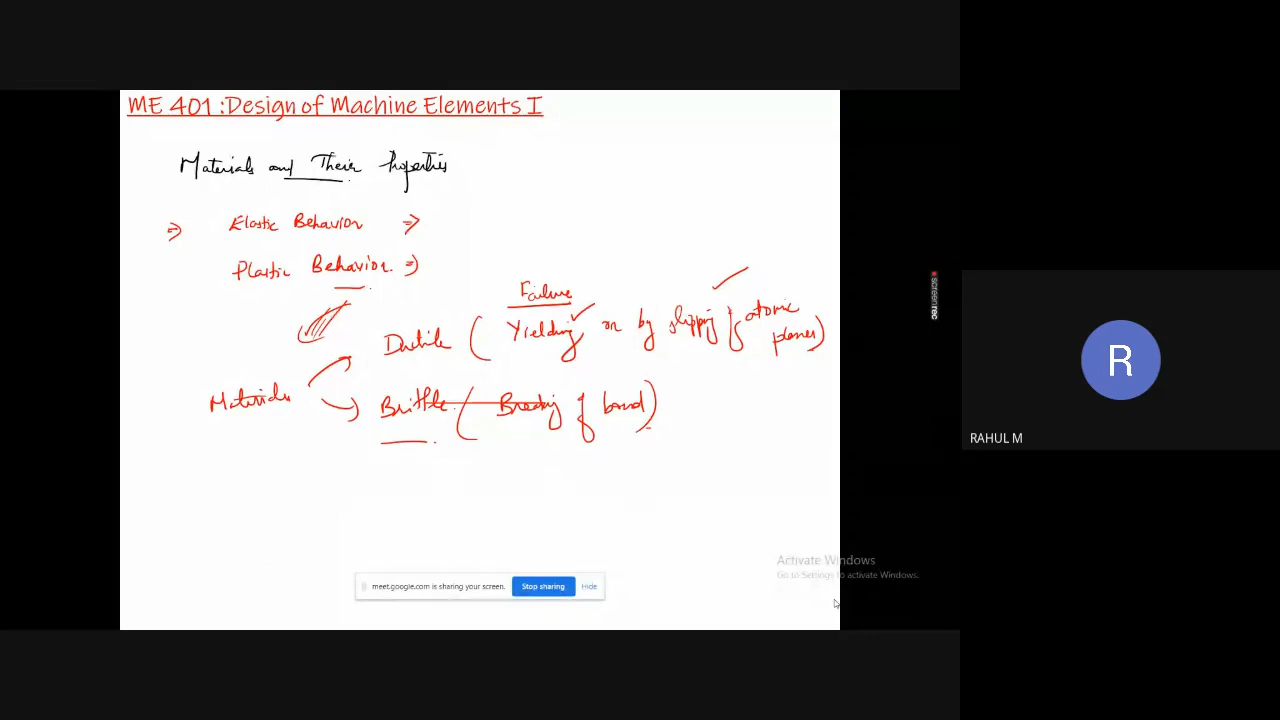 ME 401 :Design of Machine Elements I
Materials and Their Properties
⇒ Elastic Behavior ⇒
Plastic Behavior. ⇒
Failure
Ductile ( Yielding or by slipping of atomic
planes)
Materials
Brittle. ( Breaking of bond)
screenrec
RAHUL M
Activate Windows
Go to Settings to activate Windows.
meet.google.com is sharing your screen. Stop sharing Hide
R